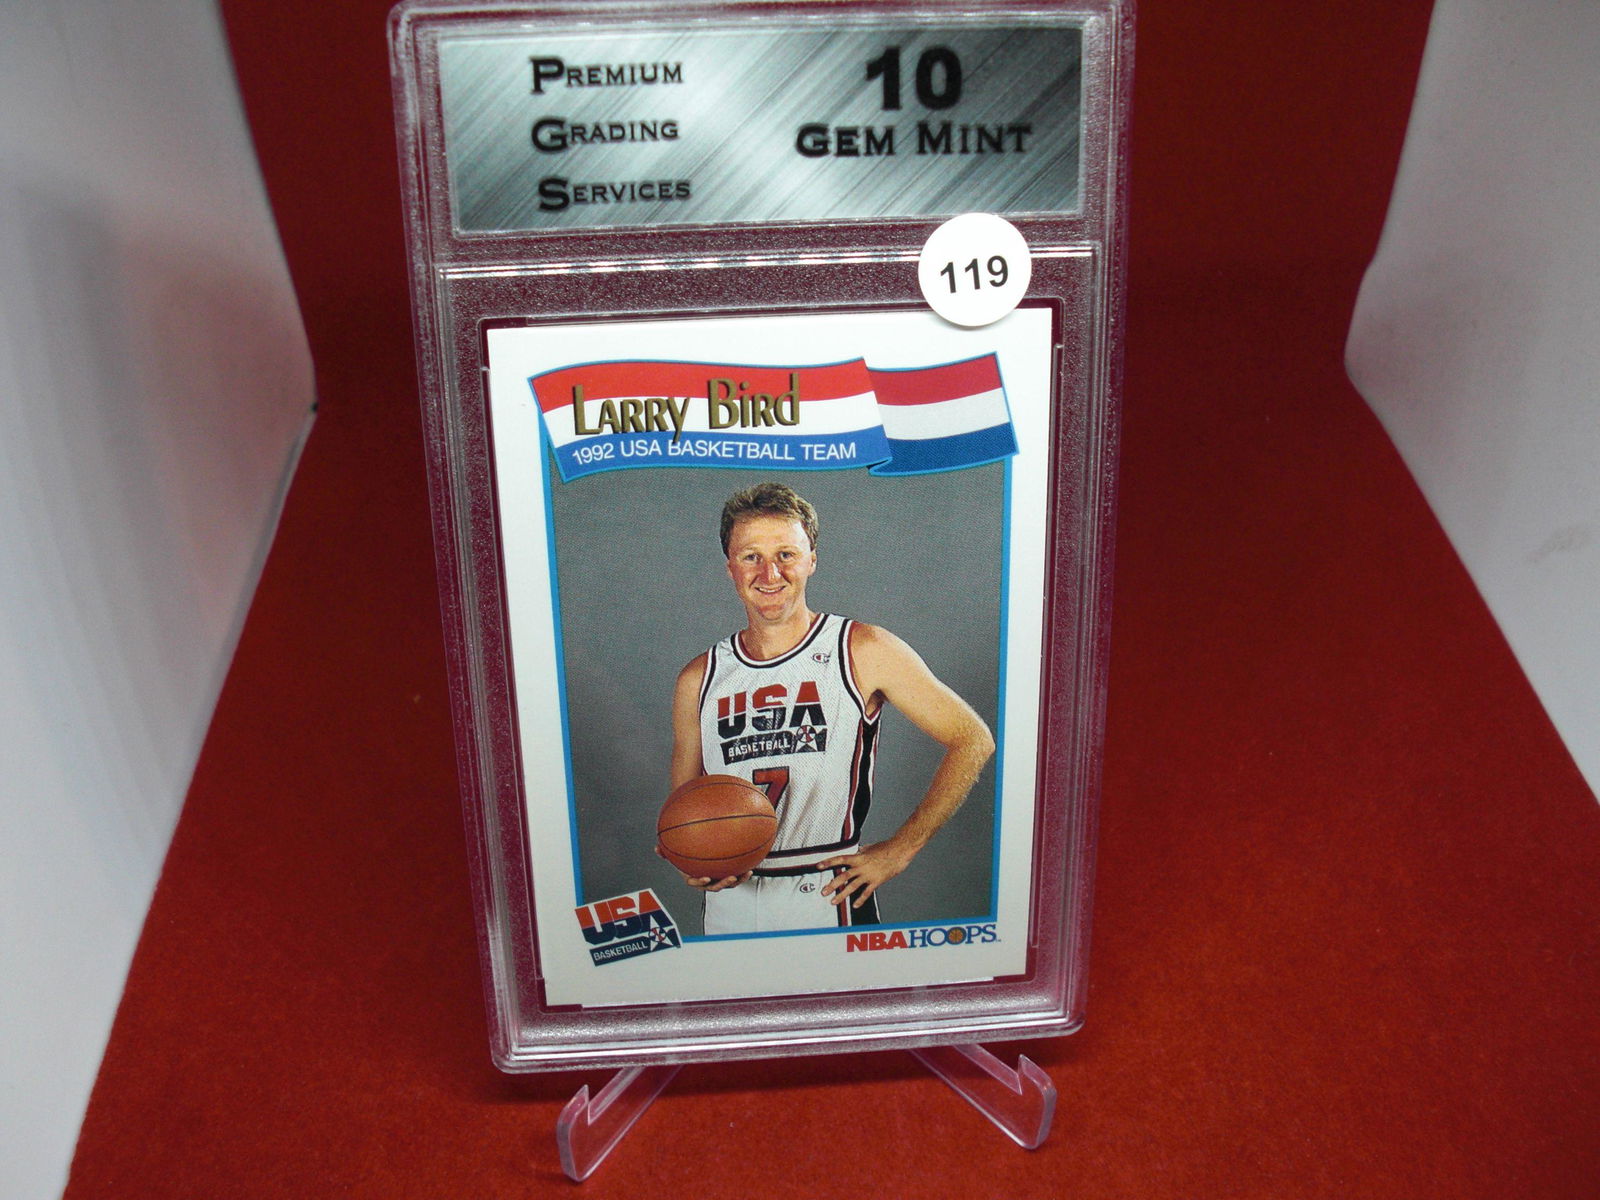 PREMIUM
GRADING
SERVICES
10
GEM MINT
119
LARRY BIRD
1992 USA BASKETBALL TEAM
USA
BASKETBALL
7
USA
BASKETBALL
NBA HOOPS